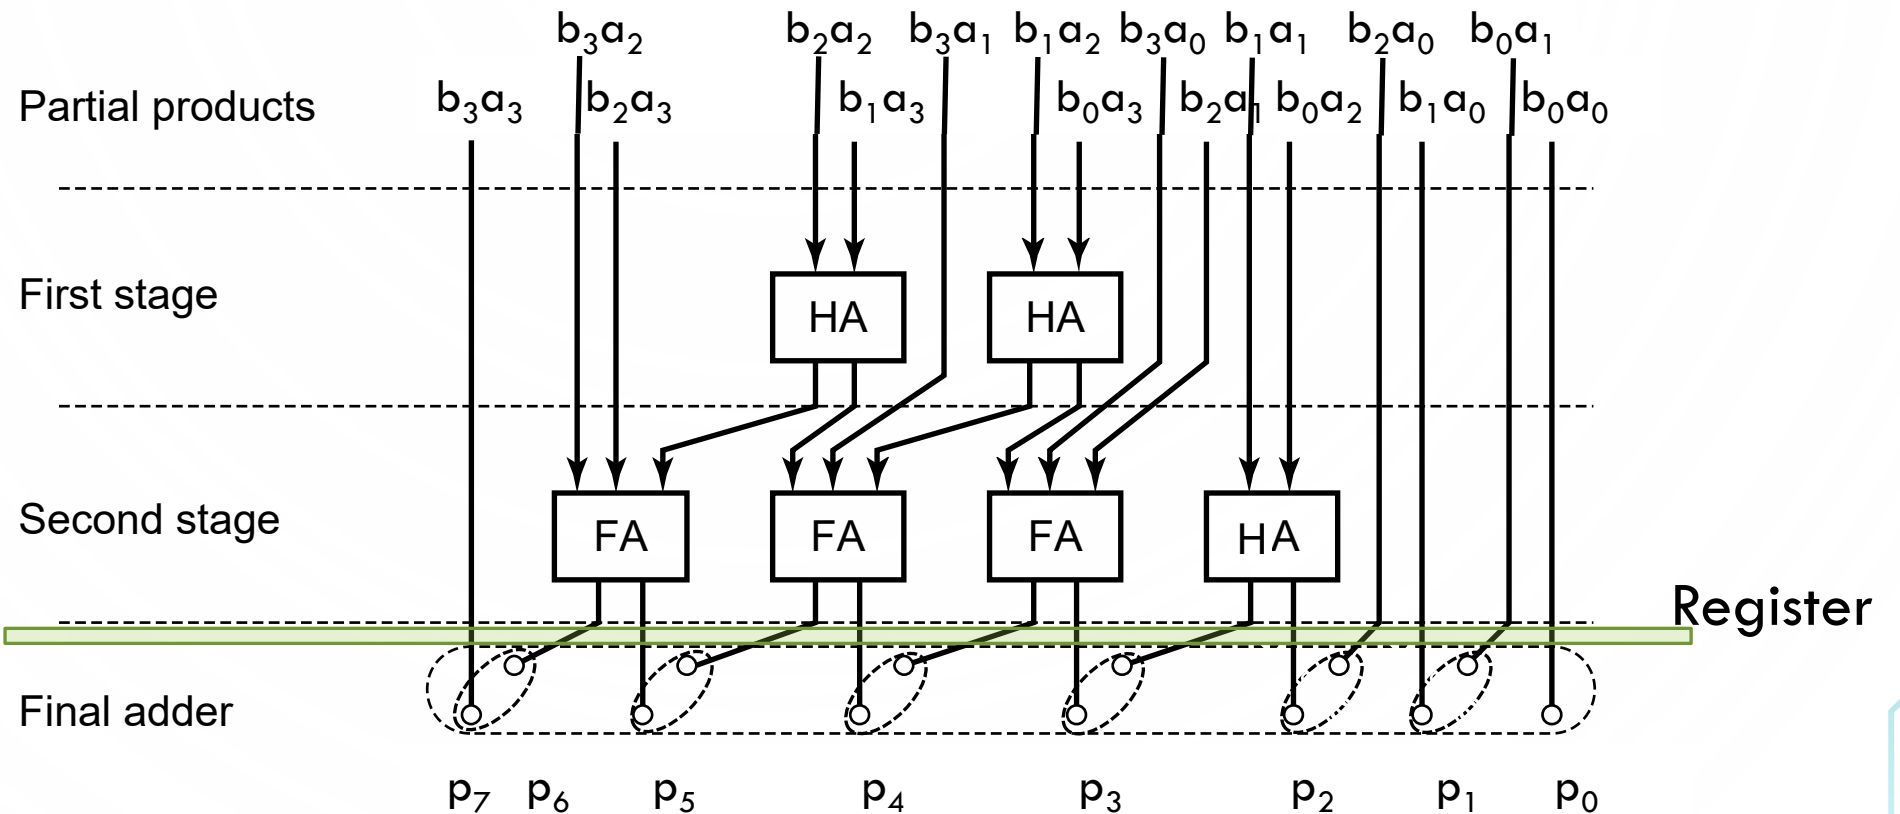 b₃a₂ b₂a₂ b₃a₁ b₁a₂ b₃a₀ b₁a₁ b₂a₀ b₀a₁
Partial products b₃a₃ b₂a₃ b₁a₃ b₀a₃ b₂a₁ b₀a₂ b₁a₀ b₀a₀
First stage HA HA
Second stage FA FA FA HA
Register
Final adder
p₇ p₆ p₅ p₄ p₃ p₂ p₁ p₀